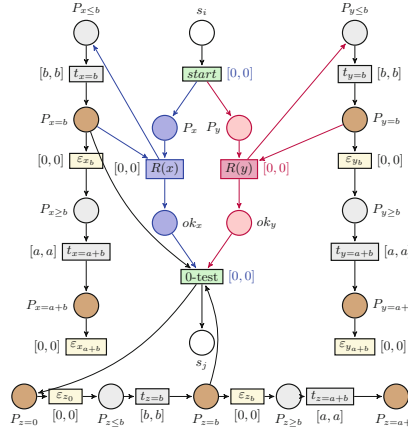 P_{x≤b} s_i P_{y≤b}
[b, b] t_{x=b} start [0, 0] t_{y=b} [b, b]
P_{x=b} P_x P_y P_{y=b}
[0, 0] ε_{x_b} [0, 0] R(x) R(y) [0, 0] [0, 0] ε_{y_b}
P_{x≥b} ok_x ok_y P_{y≥b}
[a, a] t_{x=a+b} [a, a] t_{y=a+b}
0-test [0, 0]
P_{x=a+b} P_{y=a+b}
s_j
[0, 0] ε_{x_{a+b}} [0, 0] ε_{y_{a+b}}
ε_{z_0} t_{z=b} ε_{z_b} t_{z=a+b}
P_{z=0} [0, 0] P_{z≤b} [b, b] P_{z=b} [0, 0] P_{z≥b} [a, a]